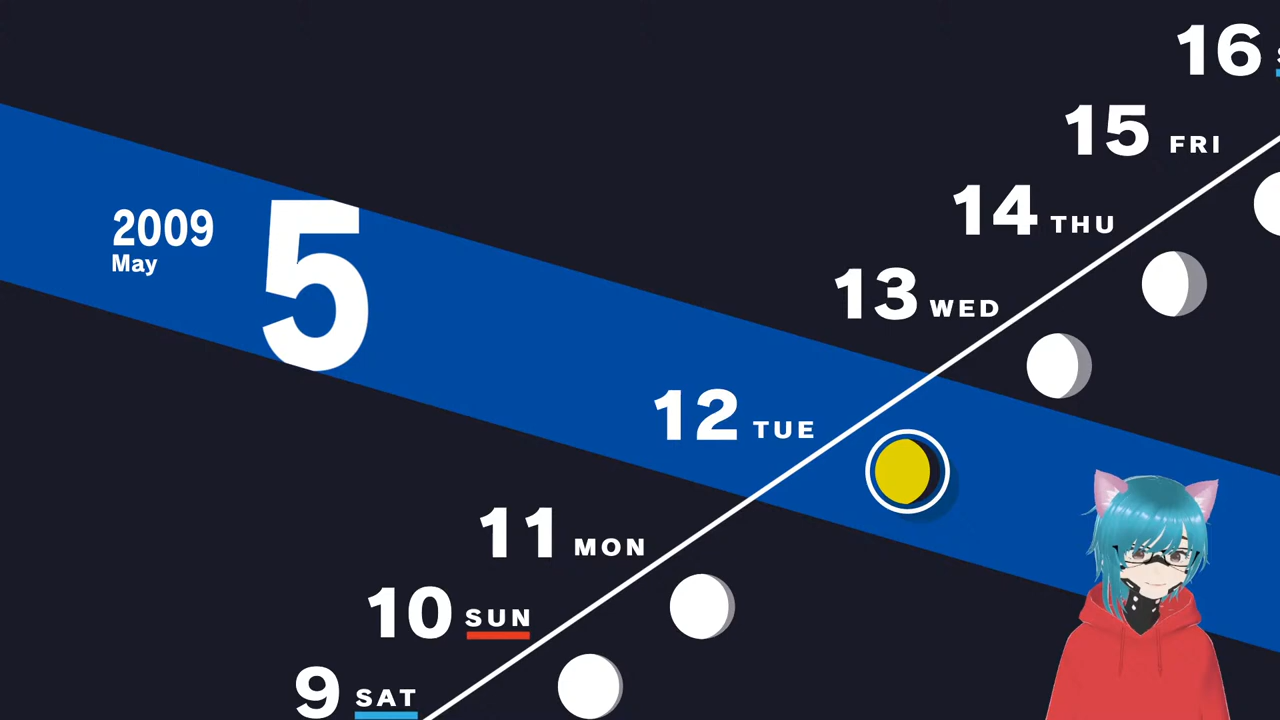 2009
May
5
16
15 FRI
14 THU
13 WED
12 TUE
11 MON
10 SUN
9 SAT